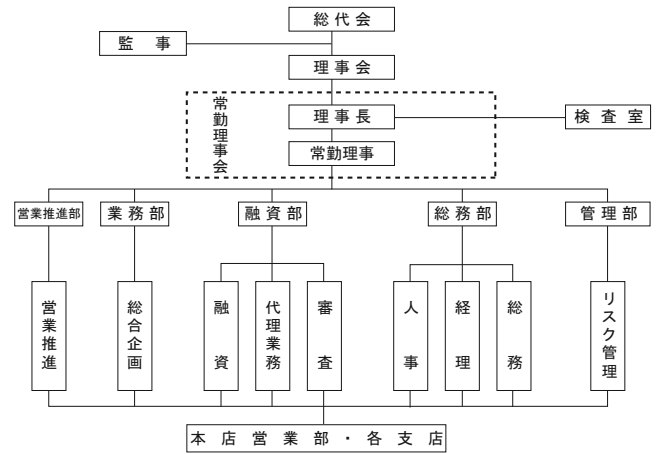 総代会
監事
理事会
常勤理事会
理事長
検査室
常勤理事
営業推進部
業務部
融資部
総務部
管理部
営業推進
総合企画
融資
代理業務
審査
人事
経理
総務
リスク管理
本店営業部・各支店